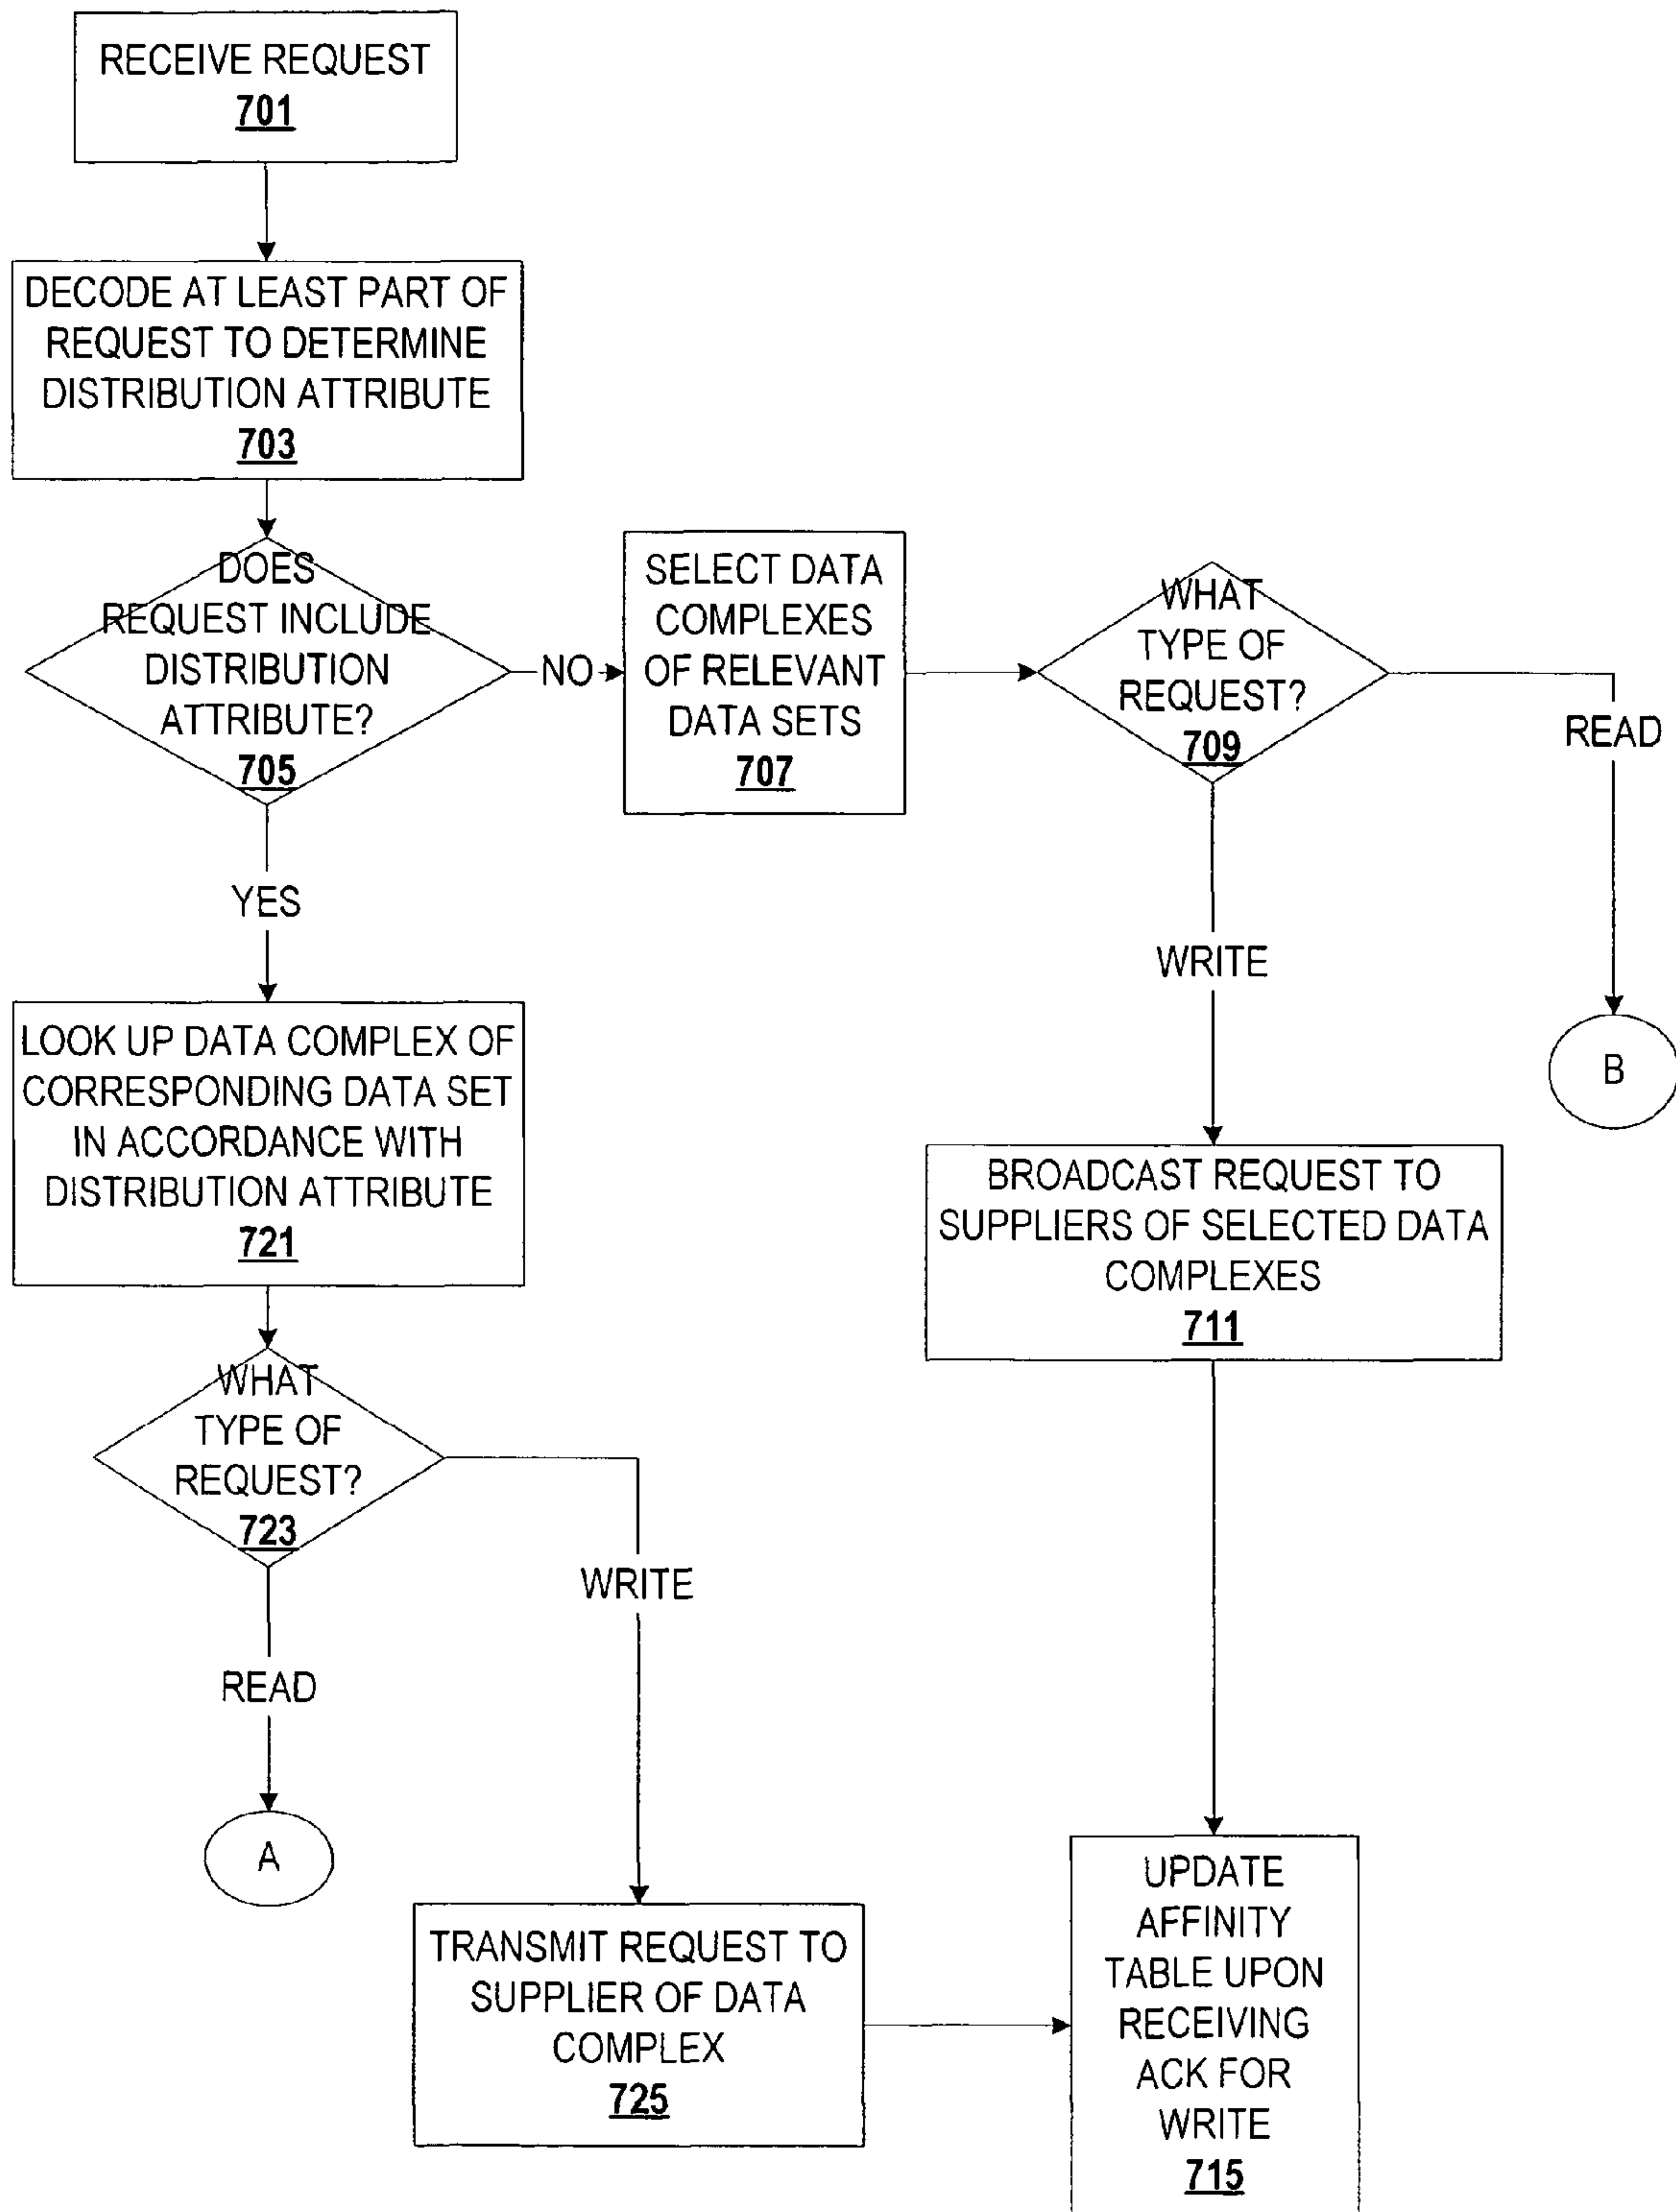 RECEIVE REQUEST
701
DECODE AT LEAST PART OF
REQUEST TO DETERMINE
DISTRIBUTION ATTRIBUTE
703
DOES
REQUEST INCLUDE
DISTRIBUTION
ATTRIBUTE?
705
NO
SELECT DATA
COMPLEXES
OF RELEVANT
DATA SETS
707
WHAT
TYPE OF
REQUEST?
709
READ
YES
WRITE
B
LOOK UP DATA COMPLEX OF
CORRESPONDING DATA SET
IN ACCORDANCE WITH
DISTRIBUTION ATTRIBUTE
721
BROADCAST REQUEST TO
SUPPLIERS OF SELECTED DATA
COMPLEXES
711
WHAT
TYPE OF
REQUEST?
723
WRITE
READ
A
TRANSMIT REQUEST TO
SUPPLIER OF DATA
COMPLEX
725
UPDATE
AFFINITY
TABLE UPON
RECEIVING
ACK FOR
WRITE
715